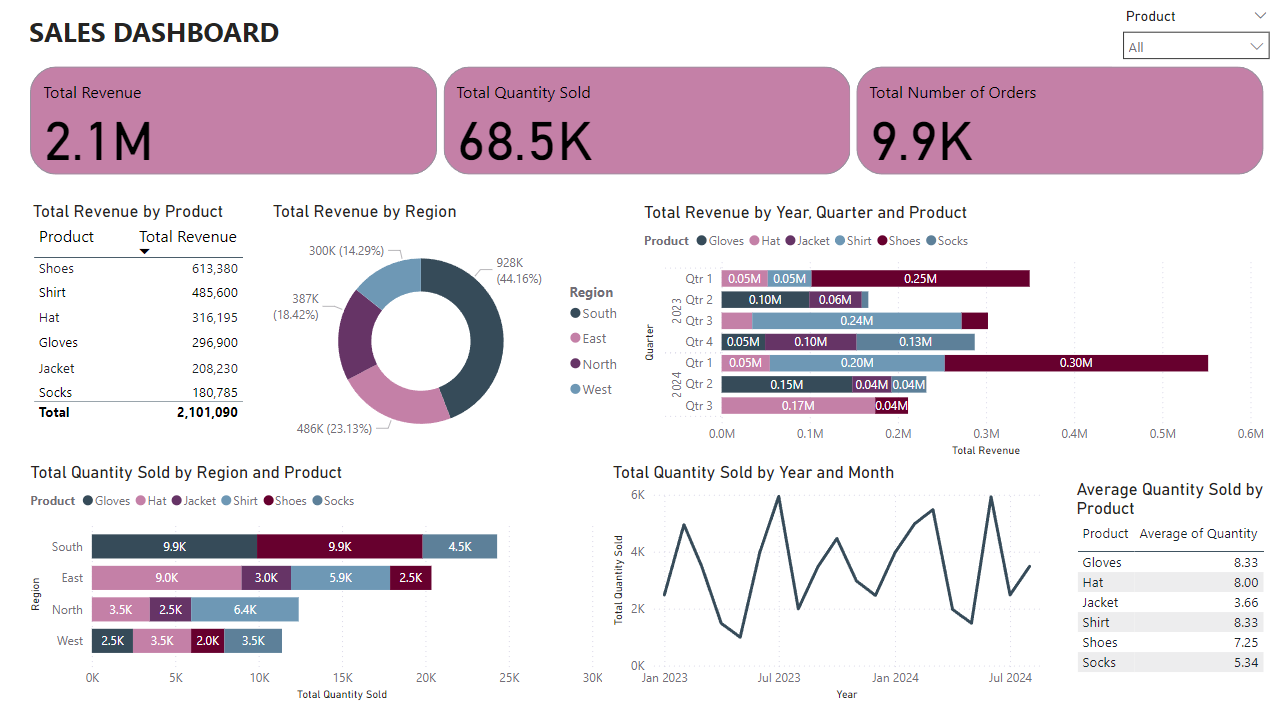 SALES DASHBOARD
Product
All
Total Revenue
2.1M
Total Quantity Sold
68.5K
Total Number of Orders
9.9K
Total Revenue by Product
Product Total Revenue
Shoes 613,380
Shirt 485,600
Hat 316,195
Gloves 296,900
Jacket 208,230
Socks 180,785
Total 2,101,090
Total Revenue by Region
300K (14.29%)
928K
(44.16%)
387K
(18.42%)
486K (23.13%)
Region
South
East
North
West
Total Revenue by Year, Quarter and Product
Product Gloves Hat Jacket Shirt Shoes Socks
Quarter
2023
Qtr 1 0.05M 0.05M 0.25M
Qtr 2 0.10M 0.06M
Qtr 3 0.24M
Qtr 4 0.05M 0.10M 0.13M
2024
Qtr 1 0.05M 0.20M 0.30M
Qtr 2 0.15M 0.04M 0.04M
Qtr 3 0.17M 0.04M
0.0M 0.1M 0.2M 0.3M 0.4M 0.5M 0.6M
Total Revenue
Total Quantity Sold by Region and Product
Product Gloves Hat Jacket Shirt Shoes Socks
Region
South 9.9K 9.9K 4.5K
East 9.0K 3.0K 5.9K 2.5K
North 3.5K 2.5K 6.4K
West 2.5K 3.5K 2.0K 3.5K
0K 5K 10K 15K 20K 25K 30K
Total Quantity Sold
Total Quantity Sold by Year and Month
Total Quantity Sold
6K
4K
2K
0K
Jan 2023 Jul 2023 Jan 2024 Jul 2024
Year
Average Quantity Sold by
Product
Product Average of Quantity
Gloves 8.33
Hat 8.00
Jacket 3.66
Shirt 8.33
Shoes 7.25
Socks 5.34